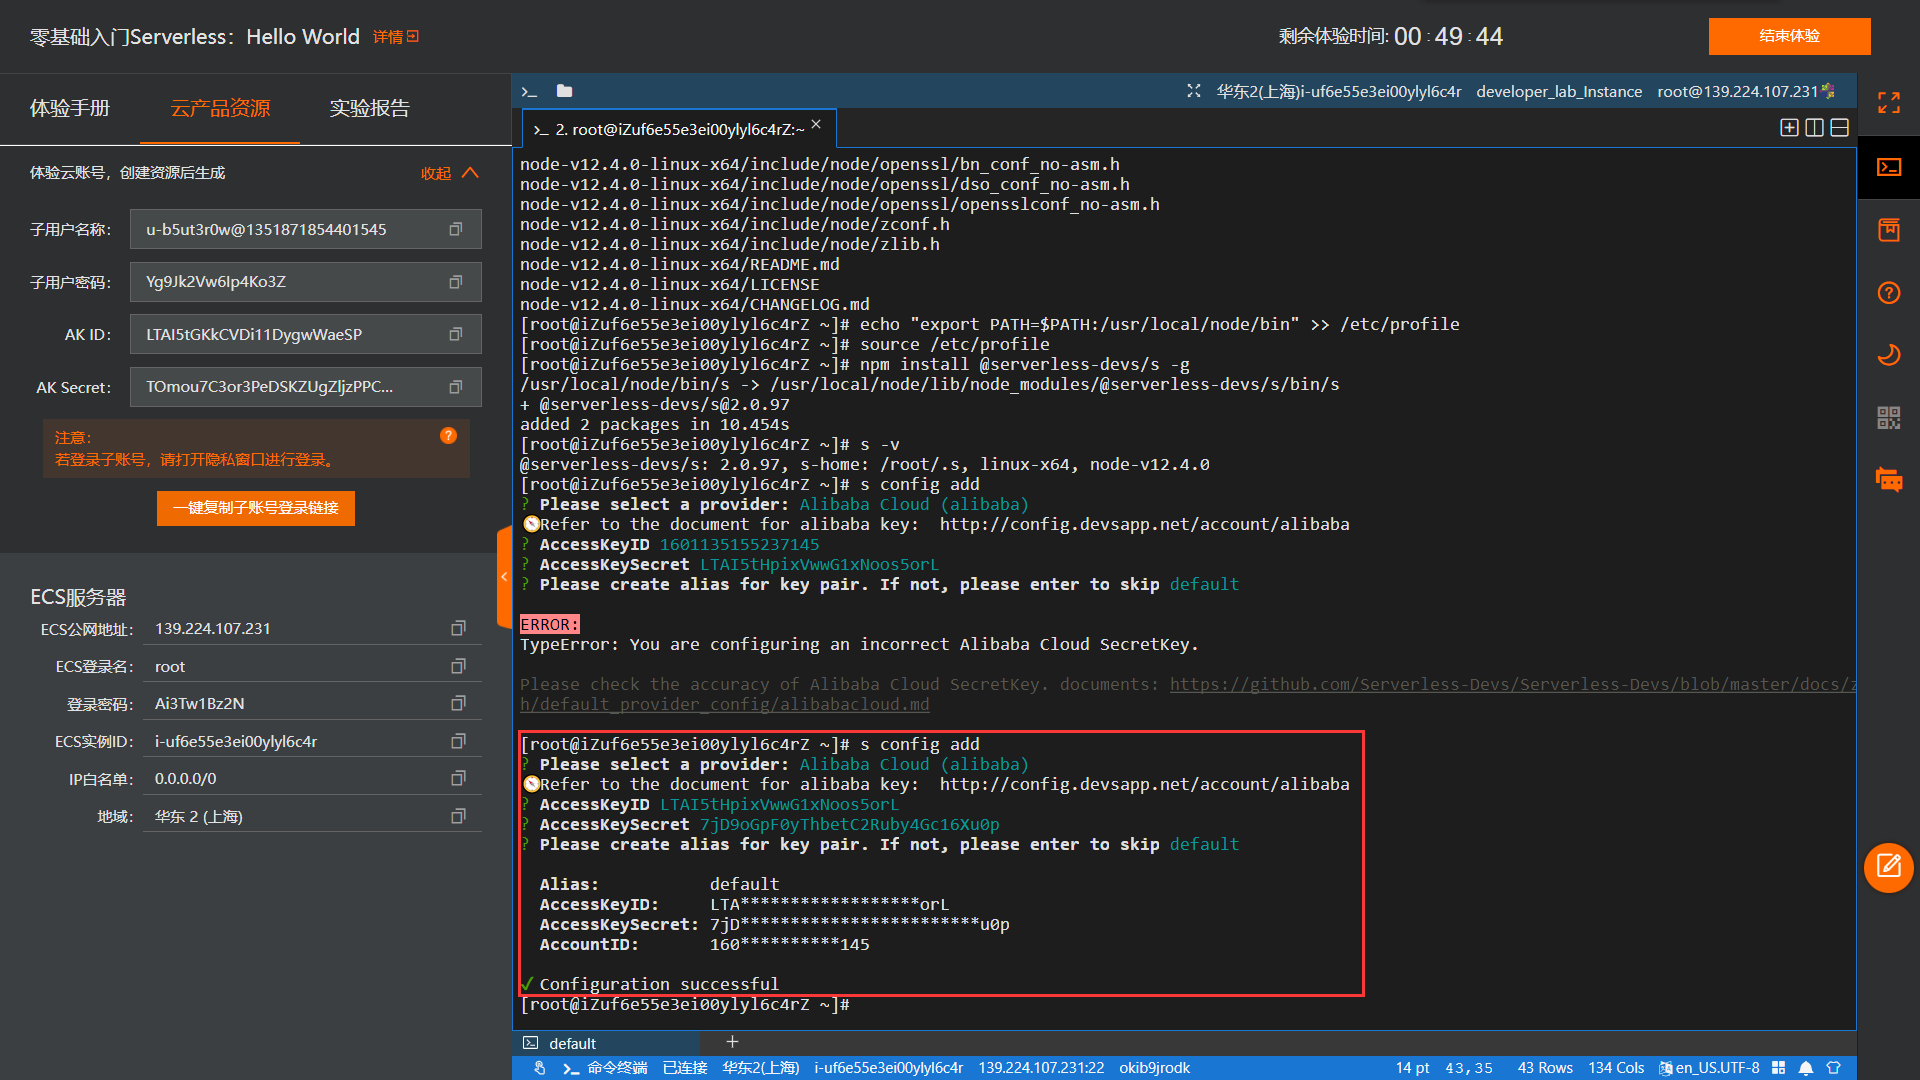 零基础入门Serverless：Hello World 详情
剩余体验时间: 00 : 49 : 44
结束体验
体验手册 云产品资源 实验报告
体验云账号，创建资源后生成 收起
子用户名称： u-b5ut3r0w@1351871854401545
子用户密码： Yg9Jk2Vw6Ip4Ko3Z
AK ID： LTAI5tGKkCVDi11DygwWaeSP
AK Secret： TOmou7C3or3PeDSKZUgZljzPPC...
注意：
若登录子账号，请打开隐私窗口进行登录。
一键复制子账号登录链接
ECS服务器
ECS公网地址： 139.224.107.231
ECS登录名： root
登录密码： Ai3Tw1Bz2N
ECS实例ID： i-uf6e55e3ei00ylyl6c4r
IP白名单： 0.0.0.0/0
地域： 华东 2 (上海)
华东2(上海)i-uf6e55e3ei00ylyl6c4r developer_lab_Instance root@139.224.107.231
2. root@iZuf6e55e3ei00ylyl6c4rZ:~
node-v12.4.0-linux-x64/include/node/openssl/bn_conf_no-asm.h
node-v12.4.0-linux-x64/include/node/openssl/dso_conf_no-asm.h
node-v12.4.0-linux-x64/include/node/openssl/opensslconf_no-asm.h
node-v12.4.0-linux-x64/include/node/zconf.h
node-v12.4.0-linux-x64/include/node/zlib.h
node-v12.4.0-linux-x64/README.md
node-v12.4.0-linux-x64/LICENSE
node-v12.4.0-linux-x64/CHANGELOG.md
[root@iZuf6e55e3ei00ylyl6c4rZ ~]# echo "export PATH=$PATH:/usr/local/node/bin" >> /etc/profile
[root@iZuf6e55e3ei00ylyl6c4rZ ~]# source /etc/profile
[root@iZuf6e55e3ei00ylyl6c4rZ ~]# npm install @serverless-devs/s -g
/usr/local/node/bin/s -> /usr/local/node/lib/node_modules/@serverless-devs/s/bin/s
+ @serverless-devs/s@2.0.97
added 2 packages in 10.454s
[root@iZuf6e55e3ei00ylyl6c4rZ ~]# s -v
@serverless-devs/s: 2.0.97, s-home: /root/.s, linux-x64, node-v12.4.0
[root@iZuf6e55e3ei00ylyl6c4rZ ~]# s config add
? Please select a provider: Alibaba Cloud (alibaba)
Refer to the document for alibaba key:  http://config.devsapp.net/account/alibaba
? AccessKeyID 1601135155237145
? AccessKeySecret LTAI5tHpixVwwG1xNoos5orL
? Please create alias for key pair. If not, please enter to skip default
ERROR:
TypeError: You are configuring an incorrect Alibaba Cloud SecretKey.
Please check the accuracy of Alibaba Cloud SecretKey. documents: https://github.com/Serverless-Devs/Serverless-Devs/blob/master/docs/z
h/default_provider_config/alibabacloud.md
[root@iZuf6e55e3ei00ylyl6c4rZ ~]# s config add
? Please select a provider: Alibaba Cloud (alibaba)
Refer to the document for alibaba key:  http://config.devsapp.net/account/alibaba
? AccessKeyID LTAI5tHpixVwwG1xNoos5orL
? AccessKeySecret 7jD9oGpF0yThbetC2Ruby4Gc16Xu0p
? Please create alias for key pair. If not, please enter to skip default
Alias: default
AccessKeyID: LTA******************orL
AccessKeySecret: 7jD************************u0p
AccountID: 160**********145
✓ Configuration successful
[root@iZuf6e55e3ei00ylyl6c4rZ ~]#
default
命令终端 已连接 华东2(上海) i-uf6e55e3ei00ylyl6c4r 139.224.107.231:22 okib9jrodk 14 pt 43,35 43 Rows 134 Cols en_US.UTF-8